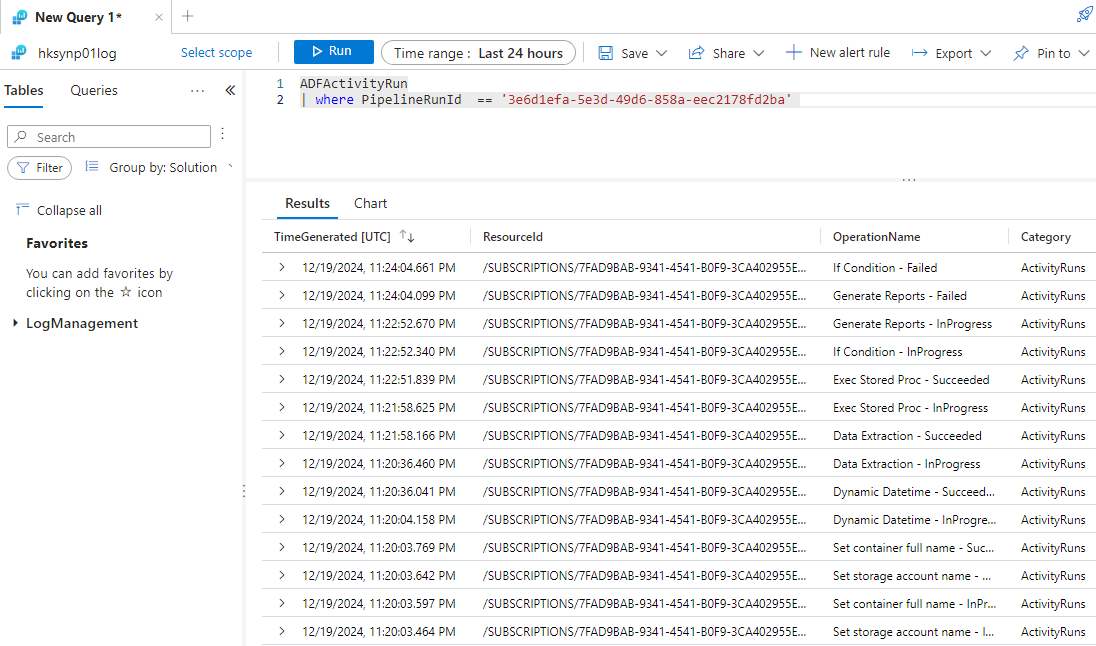 New Query 1*
hksynp01log
Select scope
Run
Time range : Last 24 hours
Save
Share
New alert rule
Export
Pin to
Tables
Queries
Search
Filter
Group by: Solution
Collapse all
Favorites
You can add favorites by
clicking on the ☆ icon
LogManagement
1 ADFActivityRun
2 | where PipelineRunId == '3e6d1efa-5e3d-49d6-858a-eec2178fd2ba'
Results
Chart
TimeGenerated [UTC] ResourceId OperationName Category
12/19/2024, 11:24:04.661 PM /SUBSCRIPTIONS/7FAD9BAB-9341-4541-B0F9-3CA402955E... If Condition - Failed ActivityRuns
12/19/2024, 11:24:04.099 PM /SUBSCRIPTIONS/7FAD9BAB-9341-4541-B0F9-3CA402955E... Generate Reports - Failed ActivityRuns
12/19/2024, 11:22:52.670 PM /SUBSCRIPTIONS/7FAD9BAB-9341-4541-B0F9-3CA402955E... Generate Reports - InProgress ActivityRuns
12/19/2024, 11:22:52.340 PM /SUBSCRIPTIONS/7FAD9BAB-9341-4541-B0F9-3CA402955E... If Condition - InProgress ActivityRuns
12/19/2024, 11:22:51.839 PM /SUBSCRIPTIONS/7FAD9BAB-9341-4541-B0F9-3CA402955E... Exec Stored Proc - Succeeded ActivityRuns
12/19/2024, 11:21:58.625 PM /SUBSCRIPTIONS/7FAD9BAB-9341-4541-B0F9-3CA402955E... Exec Stored Proc - InProgress ActivityRuns
12/19/2024, 11:21:58.166 PM /SUBSCRIPTIONS/7FAD9BAB-9341-4541-B0F9-3CA402955E... Data Extraction - Succeeded ActivityRuns
12/19/2024, 11:20:36.460 PM /SUBSCRIPTIONS/7FAD9BAB-9341-4541-B0F9-3CA402955E... Data Extraction - InProgress ActivityRuns
12/19/2024, 11:20:36.041 PM /SUBSCRIPTIONS/7FAD9BAB-9341-4541-B0F9-3CA402955E... Dynamic Datetime - Succeed... ActivityRuns
12/19/2024, 11:20:04.158 PM /SUBSCRIPTIONS/7FAD9BAB-9341-4541-B0F9-3CA402955E... Dynamic Datetime - InProgre... ActivityRuns
12/19/2024, 11:20:03.769 PM /SUBSCRIPTIONS/7FAD9BAB-9341-4541-B0F9-3CA402955E... Set container full name - Suc... ActivityRuns
12/19/2024, 11:20:03.642 PM /SUBSCRIPTIONS/7FAD9BAB-9341-4541-B0F9-3CA402955E... Set storage account name - ... ActivityRuns
12/19/2024, 11:20:03.597 PM /SUBSCRIPTIONS/7FAD9BAB-9341-4541-B0F9-3CA402955E... Set container full name - InPr... ActivityRuns
12/19/2024, 11:20:03.464 PM /SUBSCRIPTIONS/7FAD9BAB-9341-4541-B0F9-3CA402955E... Set storage account name - I... ActivityRuns